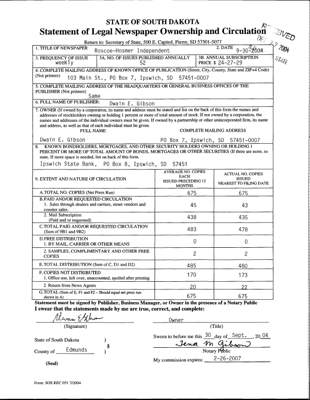 STATE OF SOUTH DAKOTA
Statement of Legal Newspaper Ownership and Circulation
Return to: Secretary of State, 500 E. Capitol, Pierre, SD 57501-5077
1. TITLE OF NEWSPAPER
Roscoe-Hosmer Independent
2. DATE
9-30-2004
3. FREQUENCY OF ISSUE
weekly
3A. NO. OF ISSUES PUBLISHED ANNUALLY
52
3B. ANNUAL SUBSCRIPTION
PRICE $ 24-27-29
4. COMPLETE MAILING ADDRESS OF KNOWN OFFICE OF PUBLICATION (Street, City, County, State and ZIP+4 Code)
(Not printers)
103 Main St., PO Box 7, Ipswich, SD 57451-0007
5. COMPLETE MAILING ADDRESS OF THE HEADQUARTERS OR GENERAL BUSINESS OFFICES OF THE
PUBLISHER (Not printers)
Same
6. FULL NAME OF PUBLISHER:
Dwain E. Gibson
7. OWNER (If owned by a corporation, its name and address must be stated and list on the back of this form the names and
addresses of stockholders owning or holding 1 percent or more of total amount of stock. If not owned by a corporation, the
names and addresses of the individual owners must be given. If owned by a partnership or other unincorporated firm, its name
and address, as well as that of each individual must be given.
FULL NAME
COMPLETE MAILING ADDRESS
Dwain E. Gibson
PO Box 7, Ipswich, SD 57451-0007
8. KNOWN BONDHOLDERS, MORTGAGEES, AND OTHER SECURITY HOLDERS OWNING OR HOLDING 1
PERCENT OR MORE OF TOTAL AMOUNT OF BONDS, MORTGAGES OR OTHER SECURITIES (If there are none, so
state. If more space is needed, list on back of this form.
Ipswich State Bank, PO Box 8, Ipswich, SD 57451
9. EXTENT AND NATURE OF CIRCULATION
AVERAGE NO. COPIES
EACH
ISSUES PRECEDING 12
MONTHS
ACTUAL NO. COPIES
ISSUED
NEAREST TO FILING DATE
A. TOTAL NO. COPIES (Net Press Run)
675
675
B. PAID AND/OR REQUESTED CIRCULATION
1. Sales through dealers and carriers, street vendors and
counter sales.
45
43
2. Mail Subscription
(Paid and/or requested)
438
435
C. TOTAL PAID AND/OR REQUESTED CIRCULATION
(Sum of 9B1 and 9B2)
483
478
D. FREE DISTRIBUTION
1. BY MAIL, CARRIER OR OTHER MEANS
0
0
2. SAMPLES, COMPLIMENTARY AND OTHER FREE
COPIES
2
2
E. TOTAL DISTRIBUTION (Sum of C, D1 and D2)
485
480
F. COPIES NOT DISTRIBUTED
1. Office use, left over, unaccounted, spoiled after printing
170
173
2. Return from News Agents
20
22
G. TOTAL (Sum of E, F1 and F2 - Should equal net press run
shown in A)
675
675
Statement must be signed by Publisher, Business Manager, or Owner in the presence of a Notary Public
I swear that the statements made by me are true, correct, and complete:
Owner
(Signature)
(Title)
State of South Dakota )
) §
County of Edmunds )
(Seal)
Sworn to before me this 30 day of Sept. 20 04
Jena M Gibson
Notary Public
My commission expires 2-26-2007
Form: SOS REC 051 7/2004